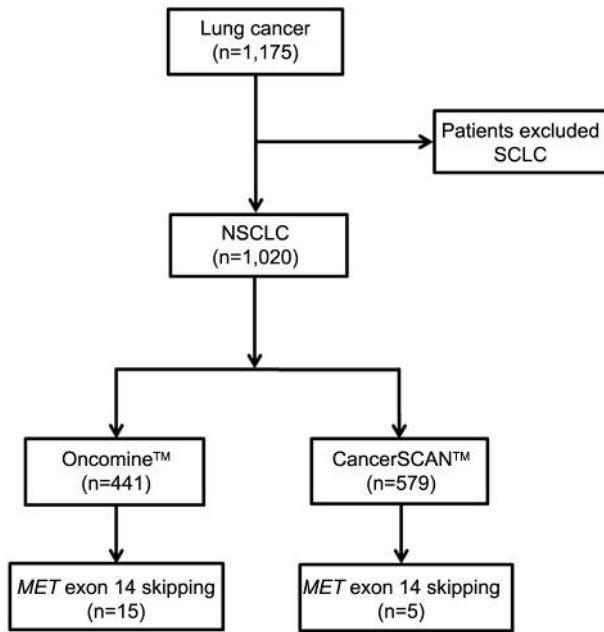 Lung cancer
(n=1,175)
Patients excluded
SCLC
NSCLC
(n=1,020)
Oncomine™
(n=441)
CancerSCAN™
(n=579)
MET exon 14 skipping
(n=15)
MET exon 14 skipping
(n=5)